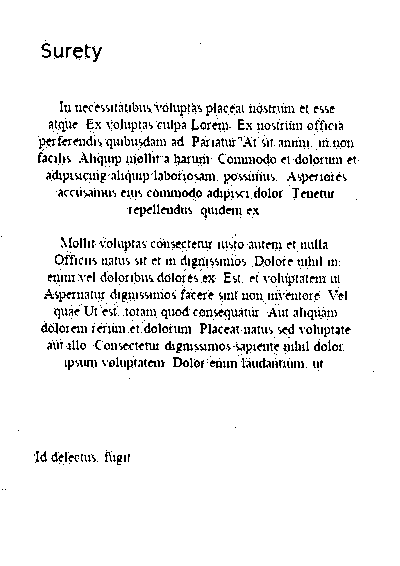 Surety
In necessitatibus voluptas placeat nostrum et esse
atque. Ex voluptas culpa Lorem. Ex nostrum officia
perferendis quibusdam ad. Pariatur At sit animi, in non
facilis. Aliquip mollit a harum. Commodo et dolorum et
adipisicing aliquip laboriosam, possimus. Asperiores
accusamus eius commodo adipisci dolor. Tenetur
repellendus, quidem ex
Mollit voluptas consectetur iusto autem et nulla
Officiis natus sit et in dignissimos. Dolore nihil in
enim vel doloribus dolores ex. Est, et voluptatem ut
Aspernatur dignissimos facere sint non inventore. Vel
quae Ut est, totam quod consequatur. Aut aliquam
dolorem rerum et dolorum. Placeat natus sed voluptate
aut illo. Consectetur dignissimos sapiente nihil dolor,
ipsum voluptatem. Dolor enim laudantium, ut
Id delectus, fugit